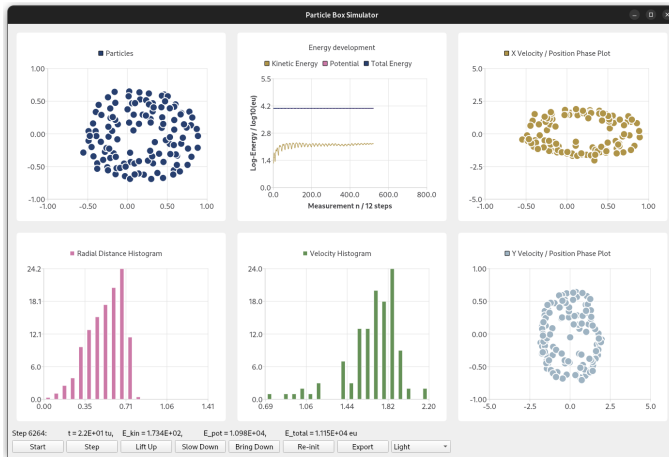 Particle Box Simulator
Particles
1.00
0.50
0.00
-0.50
-1.00
-1.00 -0.50 0.00 0.50 1.00
Energy development
Kinetic Energy Potential Total Energy
Log-Energy / log10(eu)
5.5
4.2
2.8
1.4
0.0
0.0 200.0 400.0 600.0 800.0
Measurement n / 12 steps
X Velocity / Position Phase Plot
5.0
2.5
0.0
-2.5
-5.0
-1.00 0.00 1.00
Radial Distance Histogram
24.2
18.1
12.1
6.0
0.0
0.00 0.35 0.71 1.06 1.41
Velocity Histogram
24.0
18.0
12.0
6.0
0.0
0.69 1.06 1.44 1.82 2.20
Y Velocity / Position Phase Plot
1.00
0.50
0.00
-0.50
-1.00
-5.0 -2.5 0.0 2.5 5.0
Step 6264: t = 2.2E+01 tu, E_kin = 1.734E+02, E_pot = 1.098E+04, E_total = 1.115E+04 eu
Start Step Lift Up Slow Down Bring Down Re-init Export Light